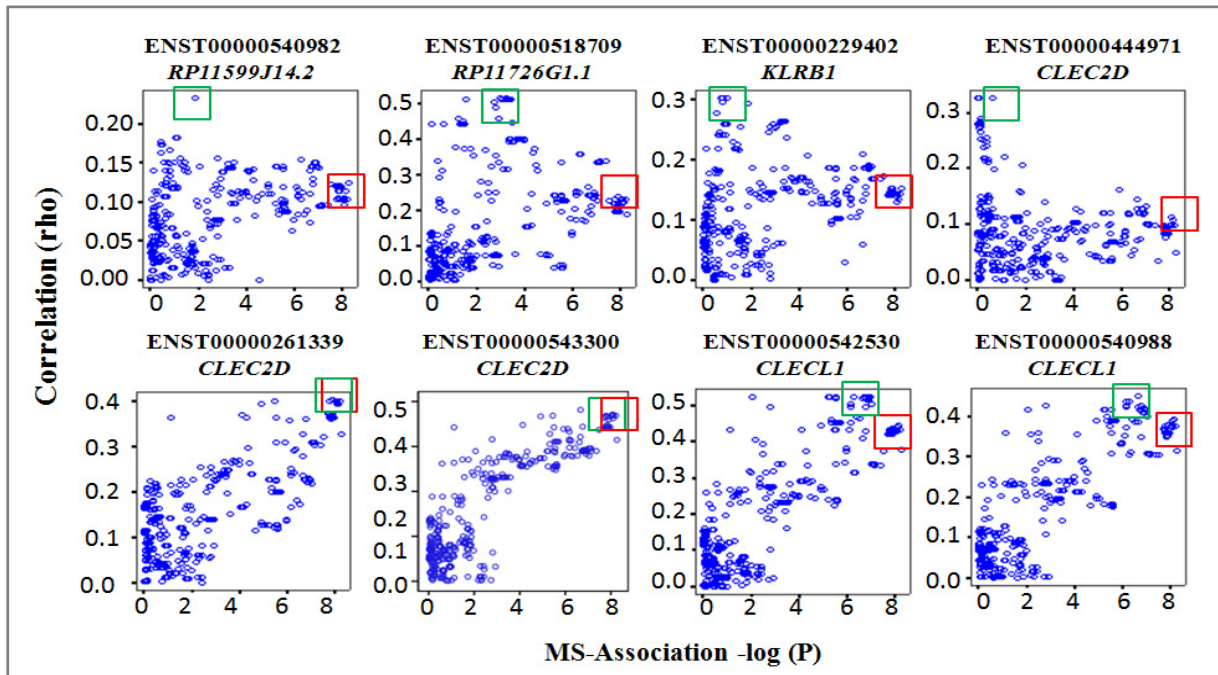 ENST00000540982 ENST00000518709 ENST00000229402 ENST00000444971
RP11599J14.2 RP11726G1.1 KLRB1 CLEC2D
0.20
0.15
0.10
0.05
0.00
0 2 4 6 8
0.5
0.4
0.3
0.2
0.1
0.0
0 2 4 6 8
0.3
0.2
0.1
0.0
0 2 4 6 8
0.3
0.2
0.1
0.0
0 2 4 6 8
Correlation (rho)
ENST00000261339 ENST00000543300 ENST00000542530 ENST00000540988
CLEC2D CLEC2D CLECL1 CLECL1
0.4
0.3
0.2
0.1
0.0
0 2 4 6 8
0.5
0.4
0.3
0.2
0.1
0.0
0 2 4 6 8
0.5
0.4
0.3
0.2
0.1
0.0
0 2 4 6 8
0.4
0.3
0.2
0.1
0.0
0 2 4 6 8
MS-Association -log (P)